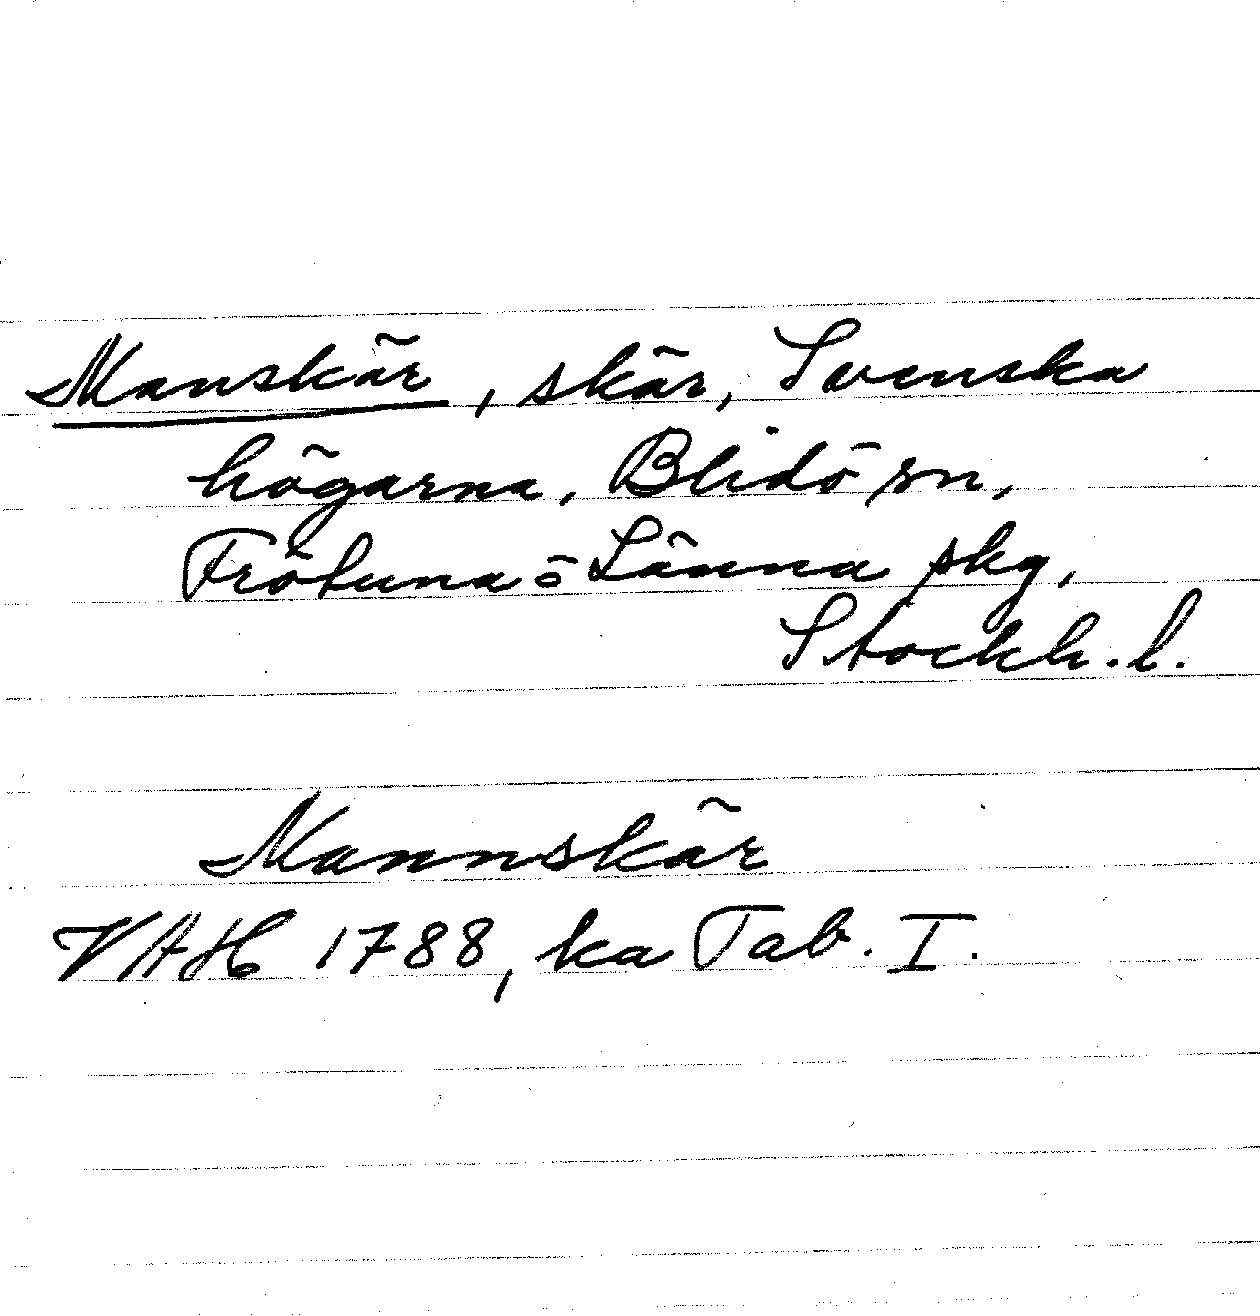 Manskär, skär, Svenska
högarna, Blidö sn,
Frötuna o Länna skg,
Stockh. l.
Mannskär
VAH 1788, ka Tab. I.